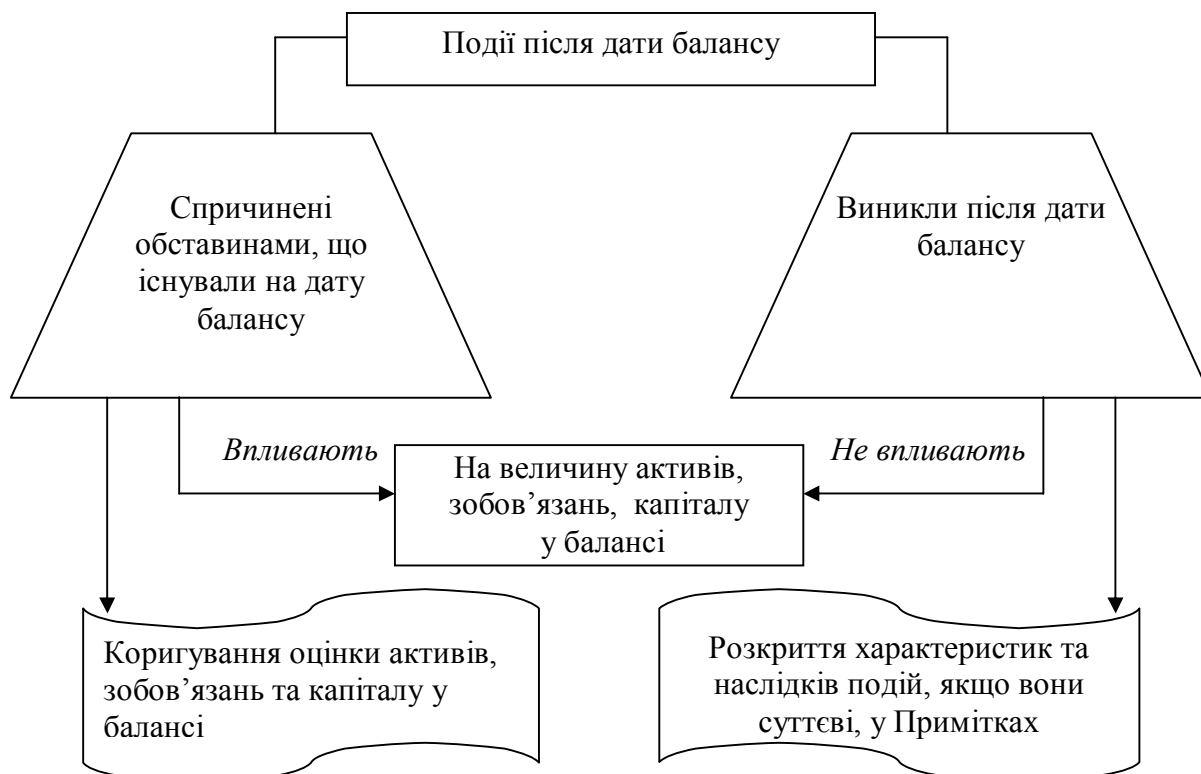 Події після дати балансу
Спричинені
обставинами, що
існували на дату
балансу
Виникли після дати
балансу
Впливають
Не впливають
На величину активів,
зобов’язань, капіталу
у балансі
Коригування оцінки активів,
зобов’язань та капіталу у
балансі
Розкриття характеристик та
наслідків подій, якщо вони
суттєві, у Примітках